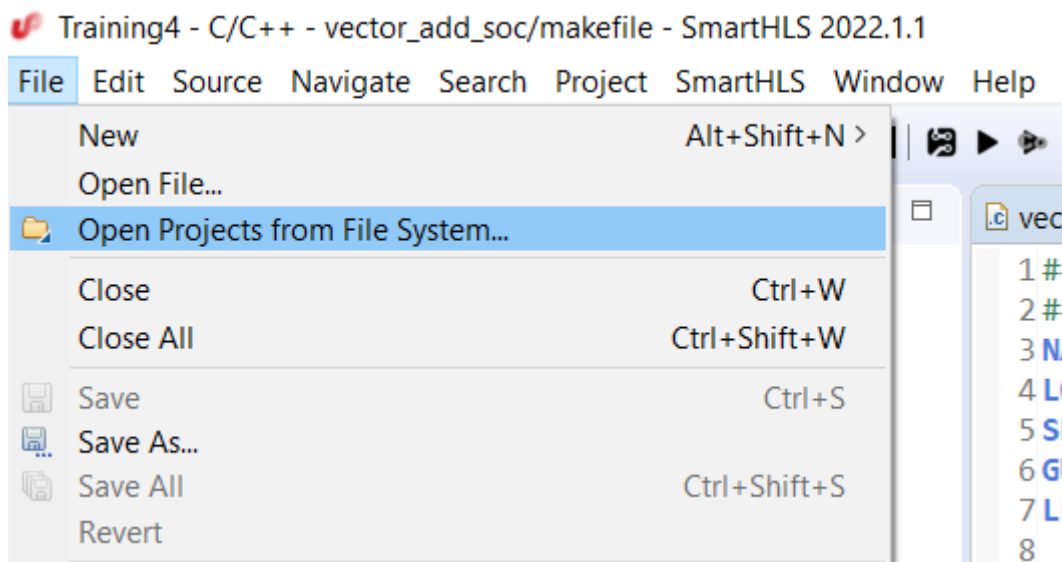 Training4 - C/C++ - vector_add_soc/makefile - SmartHLS 2022.1.1
File Edit Source Navigate Search Project SmartHLS Window Help
New Alt+Shift+N >
Open File...
Open Projects from File System...
Close Ctrl+W
Close All Ctrl+Shift+W
Save Ctrl+S
Save As...
Save All Ctrl+Shift+S
Revert
.c vec
1 #
2 #
3 N
4 L
5 S
6 G
7 L
8